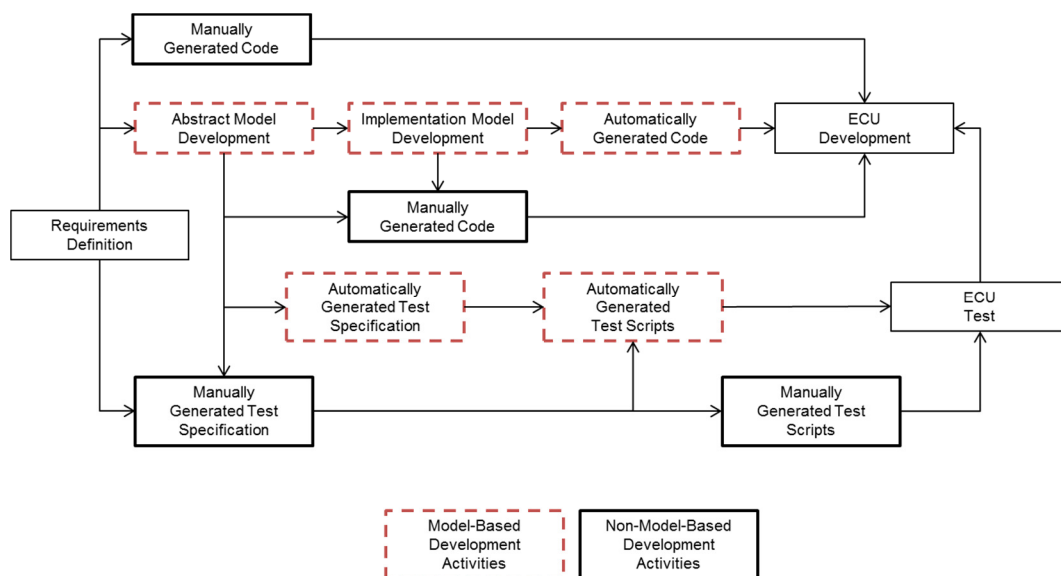 Manually
Generated Code
Abstract Model
Development
Implementation Model
Development
Automatically
Generated Code
ECU
Development
Manually
Generated Code
Requirements
Definition
Automatically
Generated Test
Specification
Automatically
Generated
Test Scripts
ECU
Test
Manually
Generated Test
Specification
Manually
Generated Test
Scripts
Model-Based
Development
Activities
Non-Model-Based
Development
Activities